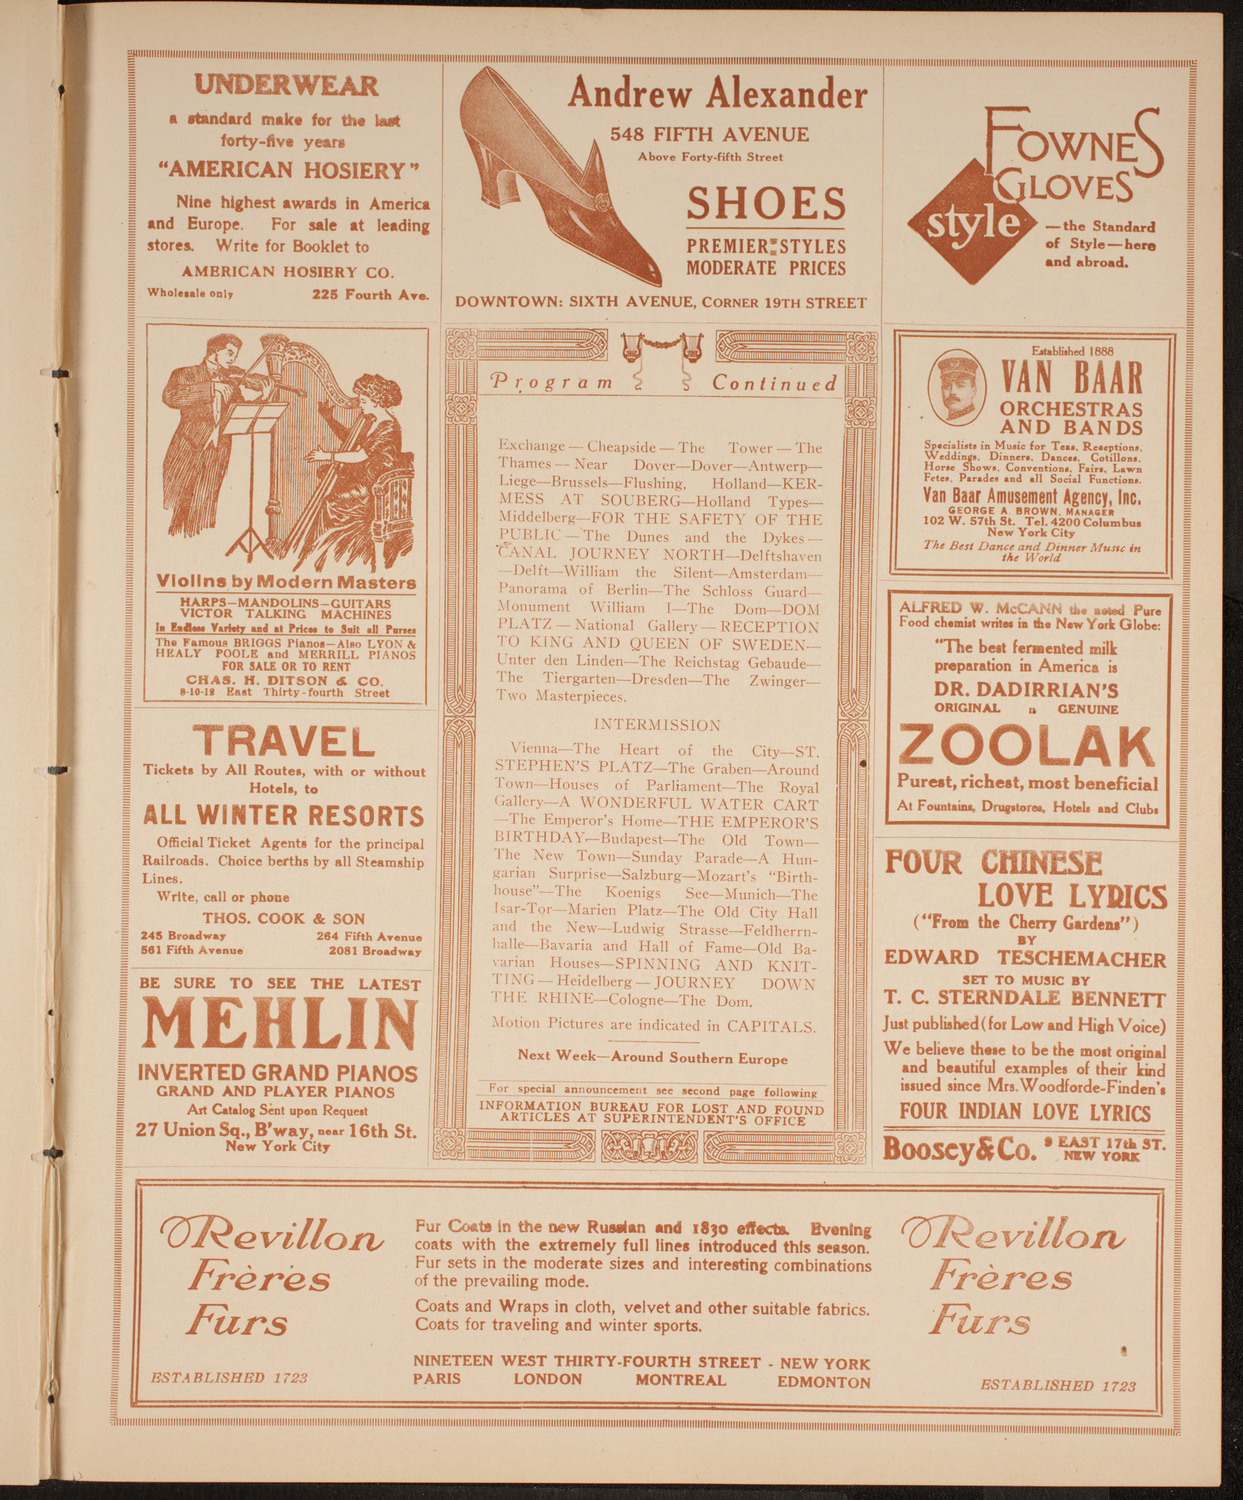 UNDERWEAR
a standard make for the last
forty-five years
"AMERICAN HOSIERY"
Nine highest awards in America
and Europe. For sale at leading
stores. Write for Booklet to
AMERICAN HOSIERY CO.
Wholesale only 225 Fourth Ave.
Andrew Alexander
548 FIFTH AVENUE
Above Forty-fifth Street
SHOES
PREMIER STYLES
MODERATE PRICES
DOWNTOWN: SIXTH AVENUE, CORNER 19TH STREET
FOWNES
GLOVES
style
—the Standard
of Style—here
and abroad.
Violins by Modern Masters
HARPS—MANDOLINS—GUITARS
VICTOR TALKING MACHINES
In Endless Variety and at Prices to Suit all Purses
The Famous BRIGGS Pianos—Also LYON &
HEALY POOLE and MERRILL PIANOS
FOR SALE OR TO RENT
CHAS. H. DITSON & CO.
8-10-12 East Thirty-fourth Street
TRAVEL
Tickets by All Routes, with or without
Hotels, to
ALL WINTER RESORTS
Official Ticket Agents for the principal
Railroads. Choice berths by all Steamship
Lines.
Write, call or phone
THOS. COOK & SON
245 Broadway 264 Fifth Avenue
561 Fifth Avenue 2081 Broadway
BE SURE TO SEE THE LATEST
MEHLIN
INVERTED GRAND PIANOS
GRAND AND PLAYER PIANOS
Art Catalog Sent upon Request
27 Union Sq., B'way, near 16th St.
New York City
Program Continued
Exchange — Cheapside — The Tower — The
Thames — Near Dover—Dover—Antwerp—
Liege—Brussels—Flushing, Holland—KER-
MESS AT SOUBERG—Holland Types—
Middelberg—FOR THE SAFETY OF THE
PUBLIC — The Dunes and the Dykes —
CANAL JOURNEY NORTH—Delftshaven
—Delft—William the Silent—Amsterdam—
Panorama of Berlin—The Schloss Guard—
Monument William I—The Dom—DOM
PLATZ — National Gallery — RECEPTION
TO KING AND QUEEN OF SWEDEN—
Unter den Linden—The Reichstag Gebaude—
The Tiergarten—Dresden—The Zwinger—
Two Masterpieces.
INTERMISSION
Vienna—The Heart of the City—ST.
STEPHEN'S PLATZ—The Graben—Around
Town—Houses of Parliament—The Royal
Gallery—A WONDERFUL WATER CART
—The Emperor's Home—THE EMPEROR'S
BIRTHDAY—Budapest—The Old Town—
The New Town—Sunday Parade—A Hun-
garian Surprise—Salzburg—Mozart's "Birth-
house"—The Koenigs See—Munich—The
Isar-Tor—Marien Platz—The Old City Hall
and the New—Ludwig Strasse—Feldherrn-
halle—Bavaria and Hall of Fame—Old Ba-
varian Houses—SPINNING AND KNIT-
TING — Heidelberg — JOURNEY DOWN
THE RHINE—Cologne—The Dom.
Motion Pictures are indicated in CAPITALS.
Next Week—Around Southern Europe
For special announcement see second page following
INFORMATION BUREAU FOR LOST AND FOUND
ARTICLES AT SUPERINTENDENT'S OFFICE
Established 1888
VAN BAAR
ORCHESTRAS
AND BANDS
Specialists in Music for Teas, Receptions,
Weddings, Dinners, Dances, Cotillons,
Horse Shows, Conventions, Fairs, Lawn
Fetes, Parades and all Social Functions.
Van Baar Amusement Agency, Inc.
GEORGE A. BROWN, MANAGER
102 W. 57th St. Tel. 4200 Columbus
New York City
The Best Dance and Dinner Music in
the World
ALFRED W. McCANN the noted Pure
Food chemist writes in the New York Globe:
"The best fermented milk
preparation in America is
DR. DADIRRIAN'S
ORIGINAL GENUINE
ZOOLAK
Purest, richest, most beneficial
At Fountains, Drugstores, Hotels and Clubs
FOUR CHINESE
LOVE LYRICS
("From the Cherry Gardens")
BY
EDWARD TESCHEMACHER
SET TO MUSIC BY
T. C. STERNDALE BENNETT
Just published (for Low and High Voice)
We believe these to be the most original
and beautiful examples of their kind
issued since Mrs. Woodforde-Finden's
FOUR INDIAN LOVE LYRICS
Boosey & Co. 9 EAST 17th ST.
NEW YORK
Revillon
Frères
Furs
ESTABLISHED 1723
Fur Coats in the new Russian and 1830 effects. Evening
coats with the extremely full lines introduced this season.
Fur sets in the moderate sizes and interesting combinations
of the prevailing mode.
Coats and Wraps in cloth, velvet and other suitable fabrics.
Coats for traveling and winter sports.
NINETEEN WEST THIRTY-FOURTH STREET - NEW YORK
PARIS LONDON MONTREAL EDMONTON
Revillon
Frères
Furs
ESTABLISHED 1723